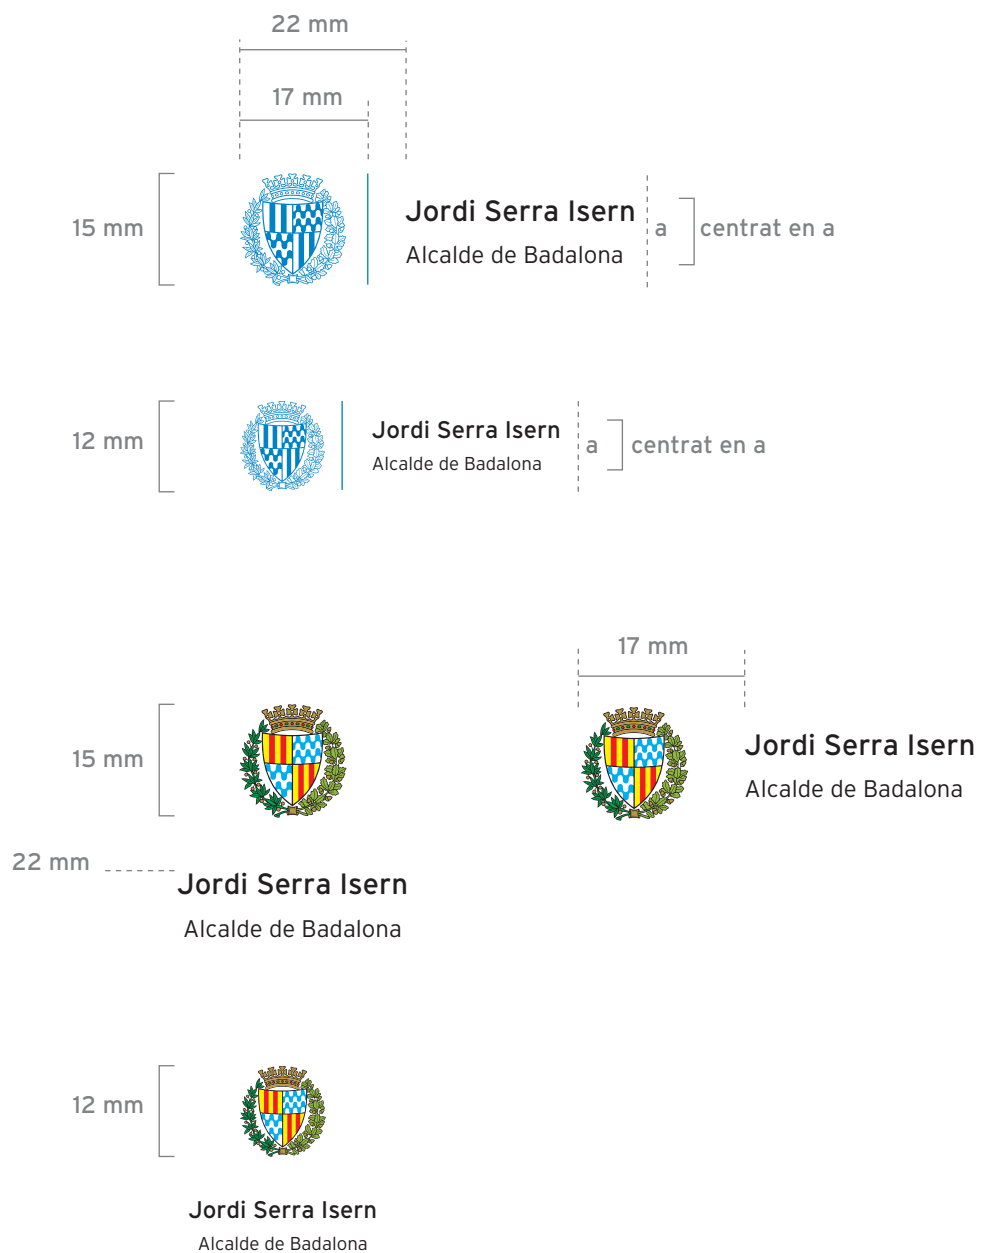 22 mm
17 mm
15 mm
Jordi Serra Isern
Alcalde de Badalona
a
centrat en a
12 mm
Jordi Serra Isern
Alcalde de Badalona
a
centrat en a
17 mm
15 mm
Jordi Serra Isern
Alcalde de Badalona
22 mm
Jordi Serra Isern
Alcalde de Badalona
12 mm
Jordi Serra Isern
Alcalde de Badalona